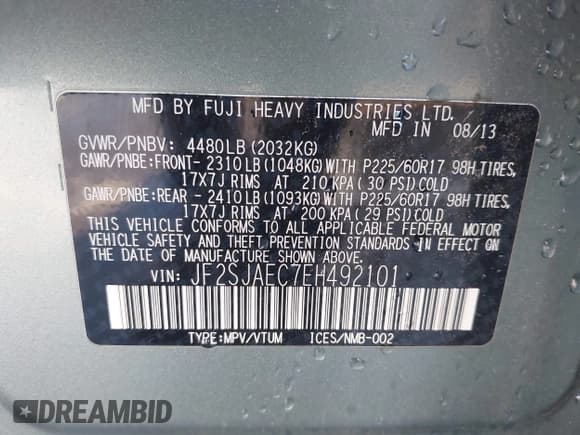 MFD BY FUJI HEAVY INDUSTRIES LTD.
MFD IN 08/13
GVWR/PNBV: 4480LB(2032KG)
GAWR/PNBE:FRONT- 2310LB(1048KG)WITH P225/60R17 98H TIRES,
17X7J RIMS AT 210 KPA (30 PSI)COLD
GAWR/PNBE:REAR - 2410LB(1093KG)WITH P225/60R17 98H TIRES,
17X7J RIMS AT 200 KPA (29 PSI)COLD
THIS VEHICLE CONFORMS TO ALL APPLICABLE FEDERAL MOTOR
VEHICLE SAFETY AND THEFT PREVENTION STANDARDS IN EFFECT ON
THE DATE OF MANUFACTURE SHOWN ABOVE.
VIN: JF2SJAEC7EH492101
TYPE:MPV/VTUM ICES/NMB-002
DREAMBID